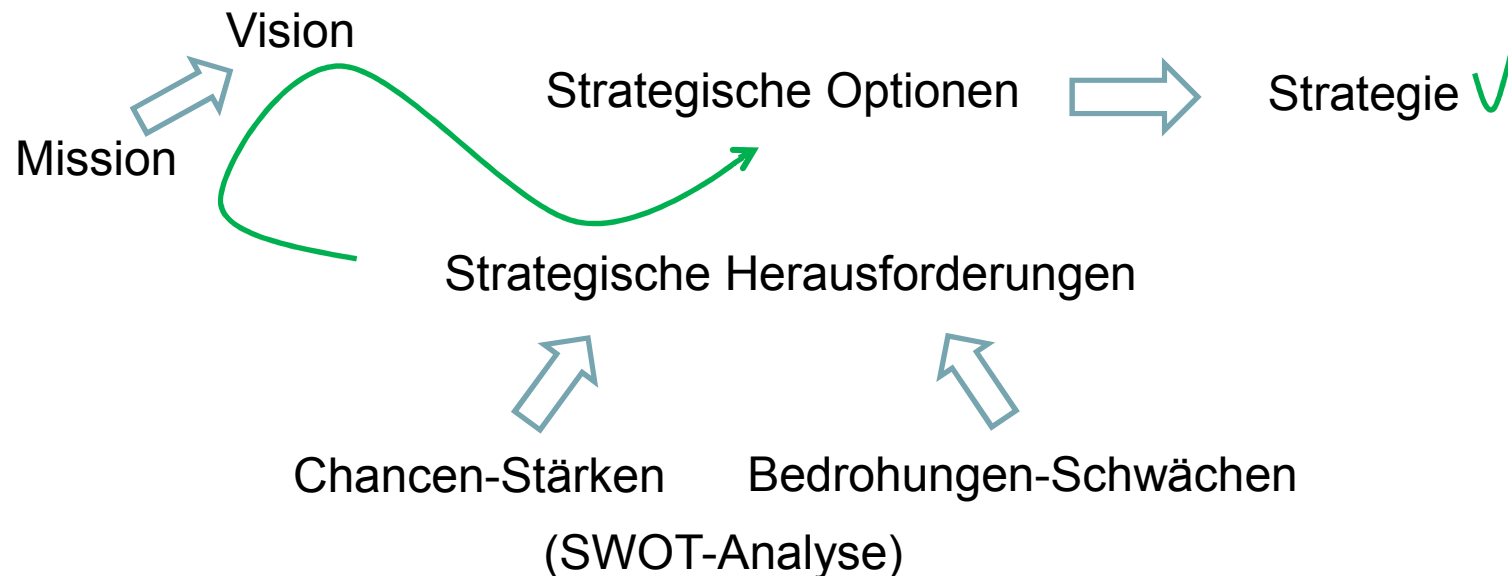 Vision
Strategische Optionen
Strategie
Mission
Strategische Herausforderungen
Chancen-Stärken
Bedrohungen-Schwächen
(SWOT-Analyse)